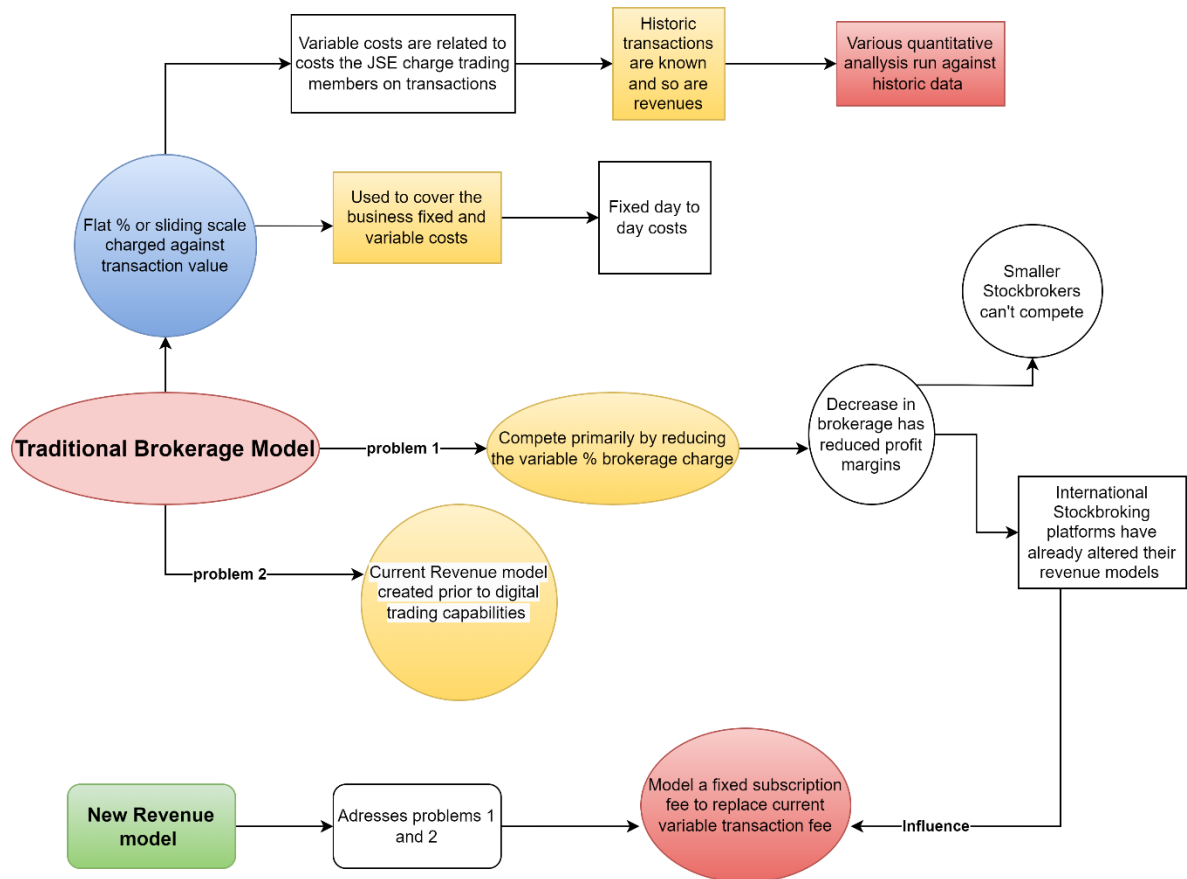 Variable costs are related to
costs the JSE charge trading
members on transactions
Historic
transactions
are known
and so are
revenues
Various quantitative
anallysis run against
historic data
Flat % or sliding scale
charged against
transaction value
Used to cover the
business fixed and
variable costs
Fixed day to
day costs
Smaller
Stockbrokers
can't compete
Traditional Brokerage Model
problem 1
Compete primarily by reducing
the variable % brokerage charge
Decrease in
brokerage has
reduced profit
margins
International
Stockbroking
platforms have
already altered their
revenue models
problem 2
Current Revenue model
created prior to digital
trading capabilities
New Revenue
model
Adresses problems 1
and 2
Model a fixed subscription
fee to replace current
variable transaction fee
Influence